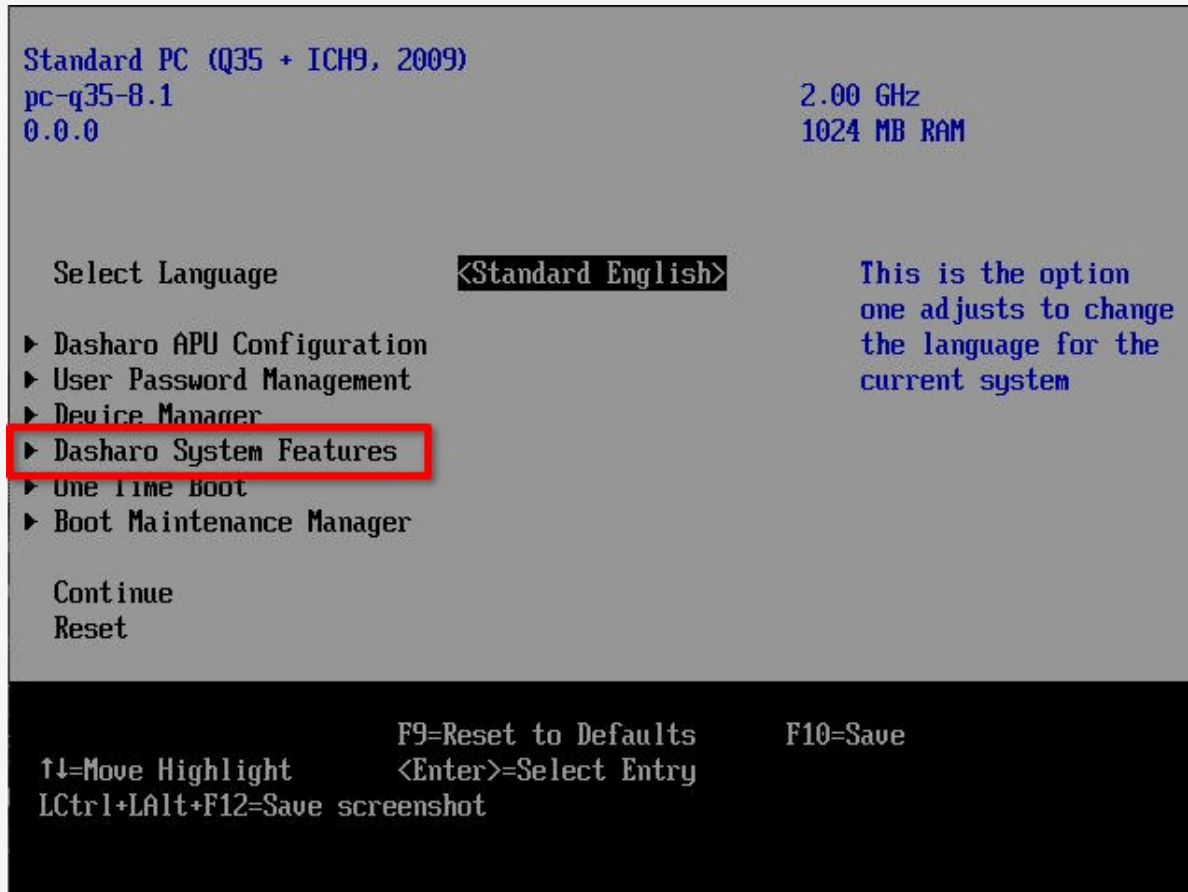 Standard PC (Q35 + ICH9, 2009)
pc-q35-8.1 2.00 GHz
0.0.0 1024 MB RAM
Select Language <Standard English> This is the option
one adjusts to change
▶ Dasharo APU Configuration the language for the
▶ User Password Management current system
▶ Device Manager
▶ Dasharo System Features
▶ One Time Boot
▶ Boot Maintenance Manager
Continue
Reset
F9=Reset to Defaults F10=Save
↑↓=Move Highlight <Enter>=Select Entry
LCtrl+LAlt+F12=Save screenshot